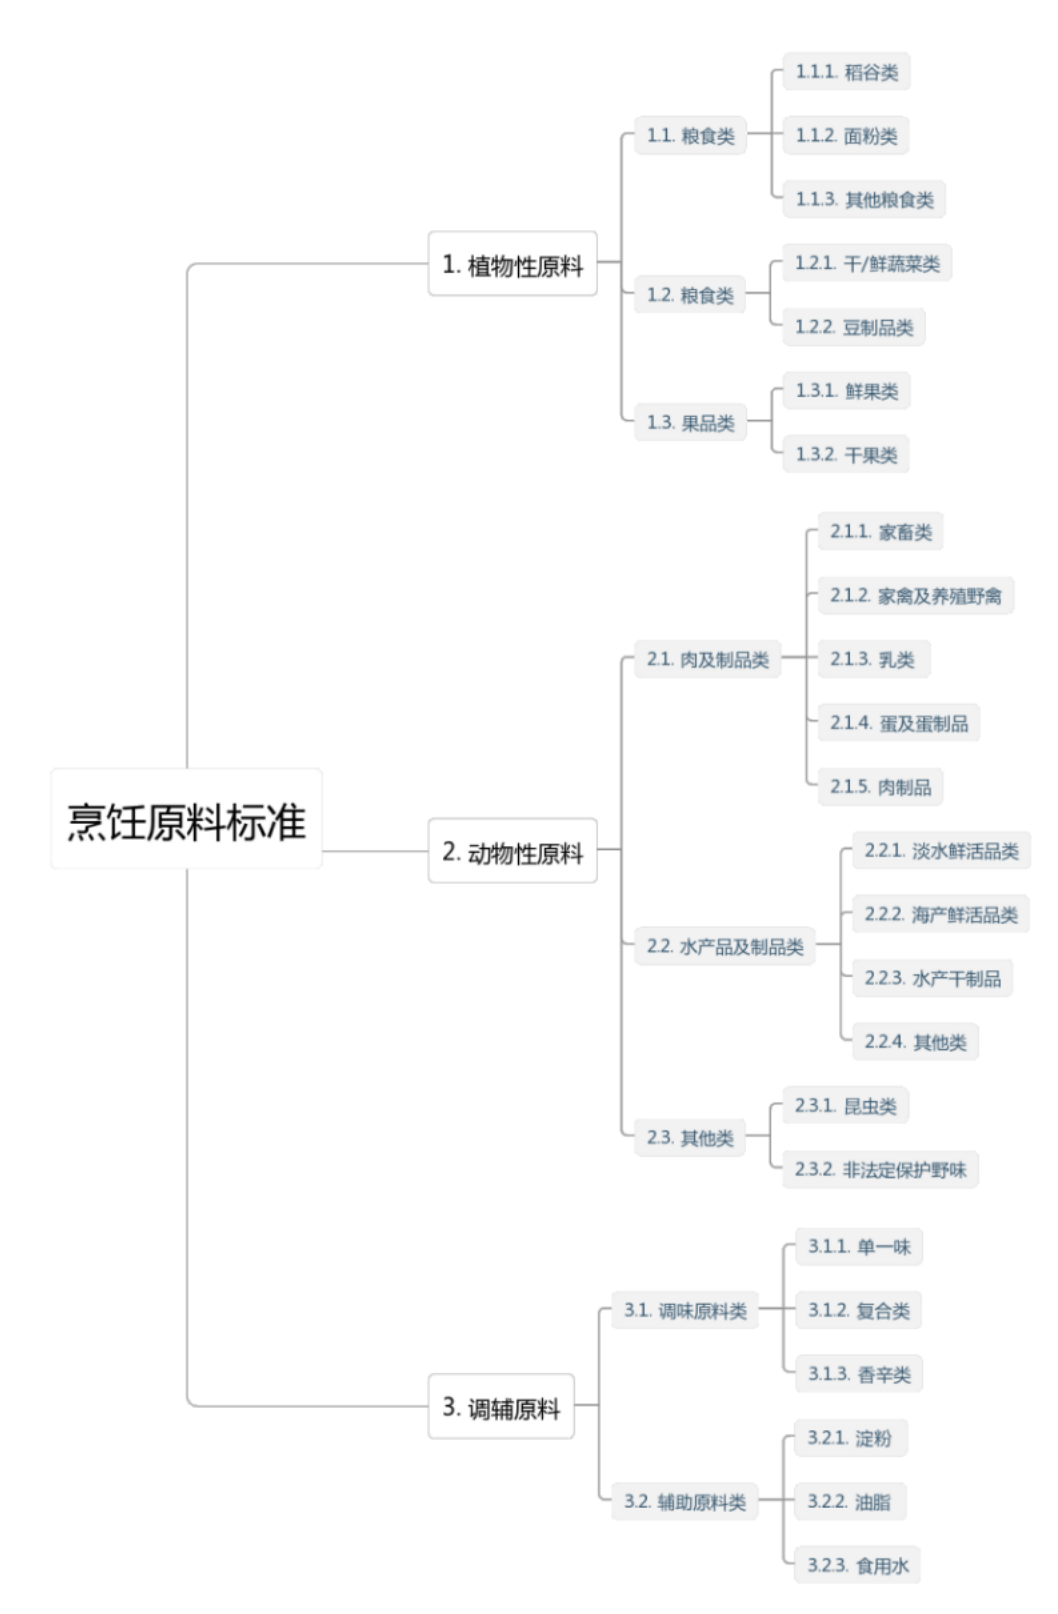 烹饪原料标准
1. 植物性原料
1.1. 粮食类
1.1.1. 稻谷类
1.1.2. 面粉类
1.1.3. 其他粮食类
1.2. 粮食类
1.2.1. 干/鲜蔬菜类
1.2.2. 豆制品类
1.3. 果品类
1.3.1. 鲜果类
1.3.2. 干果类
2. 动物性原料
2.1. 肉及制品类
2.1.1. 家畜类
2.1.2. 家禽及养殖野禽
2.1.3. 乳类
2.1.4. 蛋及蛋制品
2.1.5. 肉制品
2.2. 水产品及制品类
2.2.1. 淡水鲜活品类
2.2.2. 海产鲜活品类
2.2.3. 水产干制品
2.2.4. 其他类
2.3. 其他类
2.3.1. 昆虫类
2.3.2. 非法定保护野味
3. 调辅原料
3.1. 调味原料类
3.1.1. 单一味
3.1.2. 复合类
3.1.3. 香辛类
3.2. 辅助原料类
3.2.1. 淀粉
3.2.2. 油脂
3.2.3. 食用水